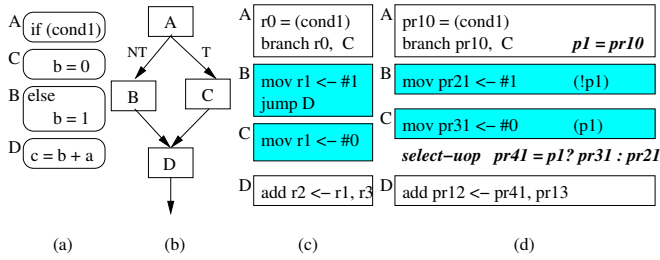 A
if (cond1)
C
b = 0
B
else
b = 1
D
c = b + a
(a)
A
NT
T
B
C
D
(b)
A
r0 = (cond1)
branch r0, C
B
mov r1 <− #1
jump D
C
mov r1 <− #0
D
add r2 <− r1, r3
(c)
A
pr10 = (cond1)
branch pr10, C p1 = pr10
B
mov pr21 <− #1 (!p1)
C
mov pr31 <− #0 (p1)
select−uop pr41 = p1? pr31 : pr21
D
add pr12 <− pr41, pr13
(d)